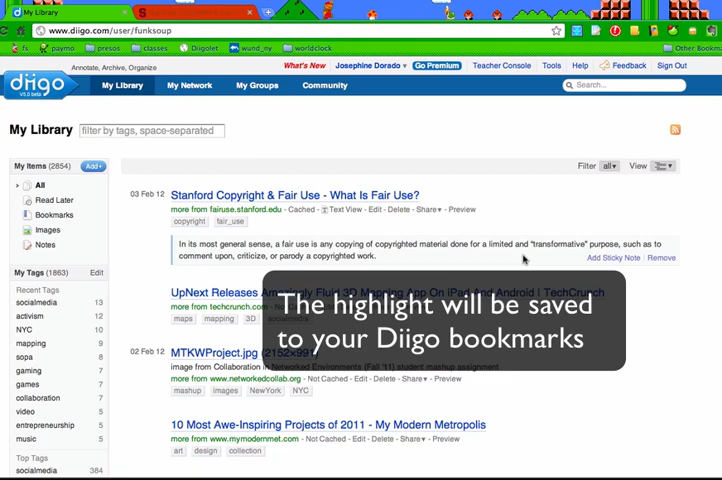 My Library
www.diigo.com/user/funksoup
fs paymo presos classes Diigolet wund_ny worldclock Other Bookma
Annotate, Archive, Organize What's New Josephine Dorado Go Premium Teacher Console Tools Help Feedback Sign Out
diigo V5.0 beta My Library My Network My Groups Community Search...
My Library filter by tags, space-separated
My Items (2854) Add+ Filter all View
All
Read Later
Bookmarks
Images
Notes
My Tags (1863) Edit
Recent Tags
socialmedia 13
activism 12
NYC 10
mapping 9
sopa 8
gaming 7
games 7
collaboration 7
video 5
entrepreneurship 5
music 5
Top Tags
socialmedia 384
03 Feb 12 Stanford Copyright & Fair Use - What Is Fair Use?
more from fairuse.stanford.edu - Cached - Text View - Edit - Delete - Share - Preview
copyright fair_use
In its most general sense, a fair use is any copying of copyrighted material done for a limited and "transformative" purpose, such as to
comment upon, criticize, or parody a copyrighted work.
Add Sticky Note | Remove
UpNext Releases Amazingly Fluid 3D Mapping App On iPad And Android | TechCrunch
more from techcrunch
maps mapping 3D socialmedia
The highlight will be saved
to your Diigo bookmarks
02 Feb 12 MTKWProject.jpg (2152×991)
image from Collaboration in Networked Environments (Fall '11) student mashup assignment
more from www.networkedcollab.org - Not Cached - Edit - Delete - Share - Preview
mashup images NewYork NYC
10 Most Awe-Inspiring Projects of 2011 - My Modern Metropolis
more from www.mymodernmet.com - Not Cached - Edit - Delete - Share - Preview
art design collection